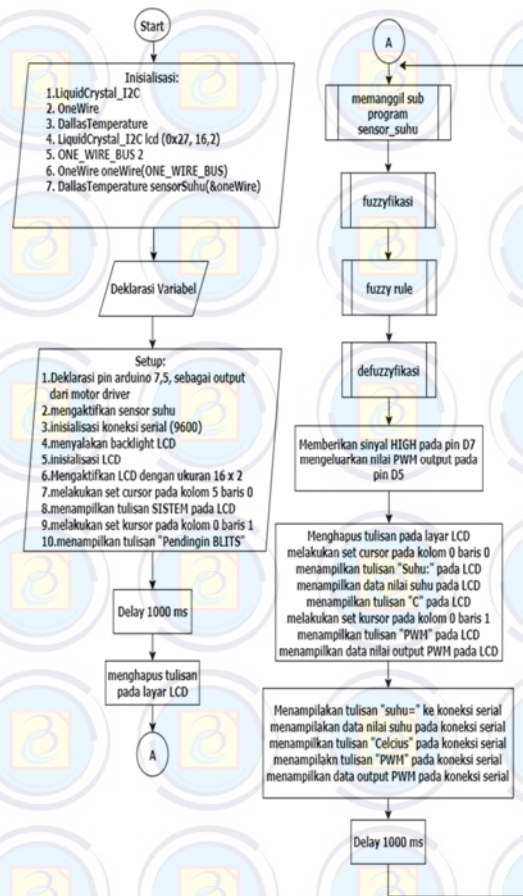 Start
Inisialisasi:
1.LiquidCrystal_I2C
2. OneWire
3. DallasTemperature
4. LiquidCrystal_I2C lcd (0x27, 16,2)
5. ONE_WIRE_BUS 2
6. OneWire oneWire(ONE_WIRE_BUS)
7. DallasTemperature sensorSuhu(&oneWire)
Deklarasi Variabel
Setup:
1.Deklarasi pin arduino 7,5, sebagai output
dari motor driver
2.mengaktifkan sensor suhu
3.inisialisasi koneksi serial (9600)
4.menyalakan backlight LCD
5.inisialisasi LCD
6.Mengaktifkan LCD dengan ukuran 16 x 2
7.melakukan set cursor pada kolom 5 baris 0
8.menampilkan tulisan SISTEM pada LCD
9.melakukan set kursor pada kolom 0 baris 1
10.menampilkan tulisan "Pendingin BLITS"
Delay 1000 ms
menghapus tulisan
pada layar LCD
A
A
memanggil sub
program
sensor_suhu
fuzzyfikasi
fuzzy rule
defuzzyfikasi
Memberikan sinyal HIGH pada pin D7
mengeluarkan nilai PWM output pada
pin D5
Menghapus tulisan pada layar LCD
melakukan set cursor pada kolom 0 baris 0
menampilkan tulisan "Suhu:" pada LCD
menampilkan data nilai suhu pada LCD
menampilkan tulisan "C" pada LCD
melakukan set kursor pada kolom 0 baris 1
menampilkan tulisan "PWM" pada LCD
menampilkan data nilai output PWM pada LCD
Menampilakan tulisan "suhu=" ke koneksi serial
menampilakan data nilai suhu pada koneksi serial
menampilkan tulisan "Celcius" pada koneksi serial
menampilakn tulisan "PWM" pada koneksi serial
menampilkan data output PWM pada koneksi serial
Delay 1000 ms